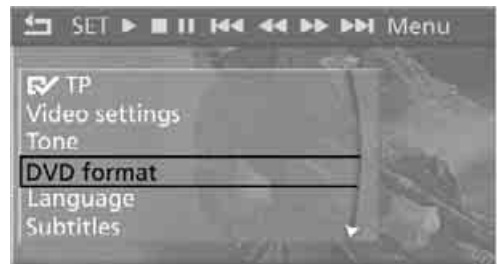 SET Menu
TP
Video settings
Tone
DVD format
Language
Subtitles